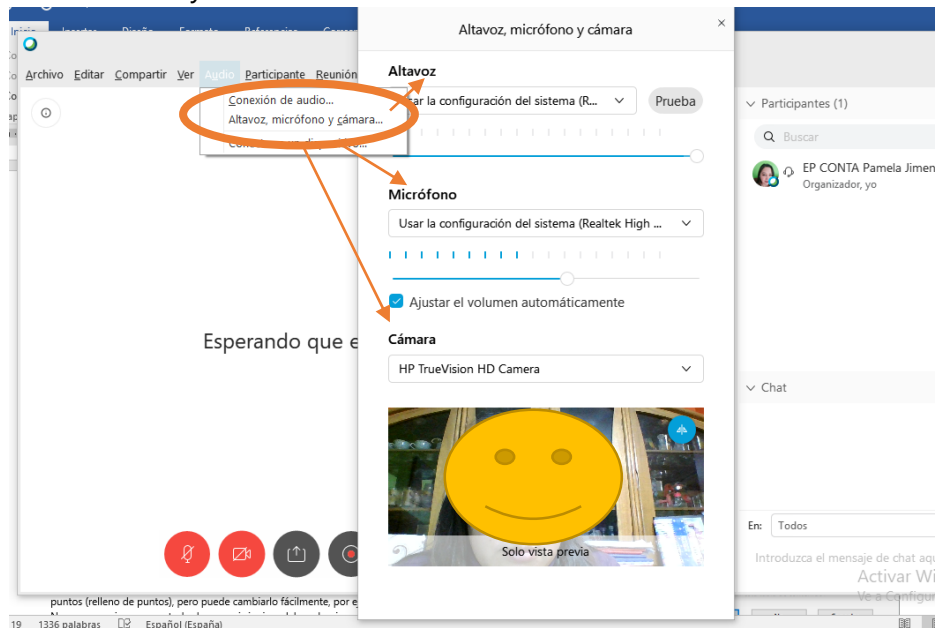 Altavoz, micrófono y cámara
×
Archivo Editar Compartir Ver Audio Participante Reunión
Conexión de audio...
Altavoz, micrófono y cámara...
Altavoz
Usar la configuración del sistema (R...
Prueba
Micrófono
Usar la configuración del sistema (Realtek High ...
Ajustar el volumen automáticamente
Esperando que e
Cámara
HP TrueVision HD Camera
Solo vista previa
Participantes (1)
Buscar
EP CONTA Pamela Jimen
Organizador, yo
Chat
En: Todos
Introduzca el mensaje de chat aqu
Activar Wi
Ve a Configur
puntos (relleno de puntos), pero puede cambiarlo fácilmente, por e
19 1336 palabras Español (España)